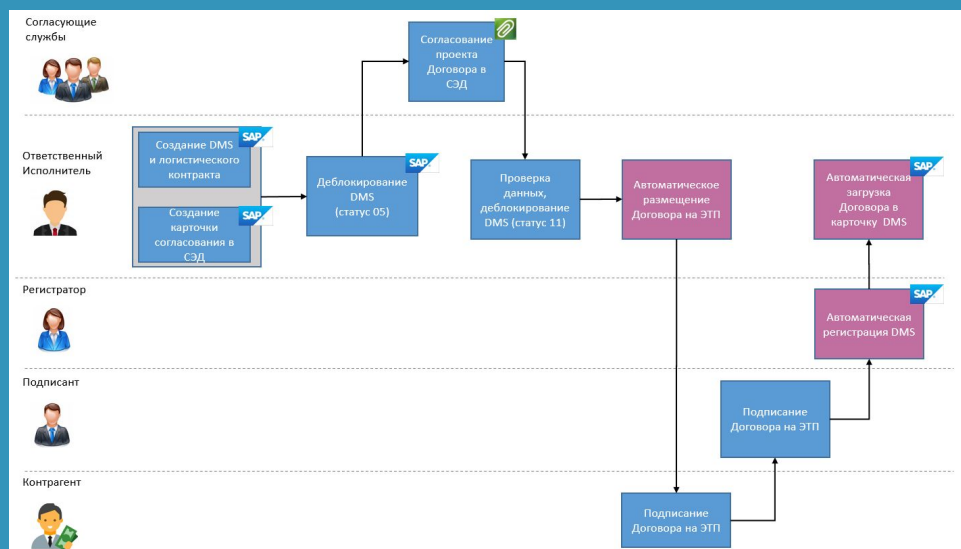 Согласующие
службы
Согласование
проекта
Договора в
СЭД
Ответственный
Исполнитель
SAP
Создание DMS
и логистического
контракта
SAP
Создание
карточки
согласования в
СЭД
SAP
Деблокирование
DMS
(статус 05)
Проверка
данных,
деблокирование
DMS (статус 11)
Автоматическое
размещение
Договора на ЭТП
SAP
Автоматическая
загрузка
Договора в
карточку DMS
Регистратор
SAP
Автоматическая
регистрация DMS
Подписант
Подписание
Договора на ЭТП
Контрагент
Подписание
Договора на ЭТП